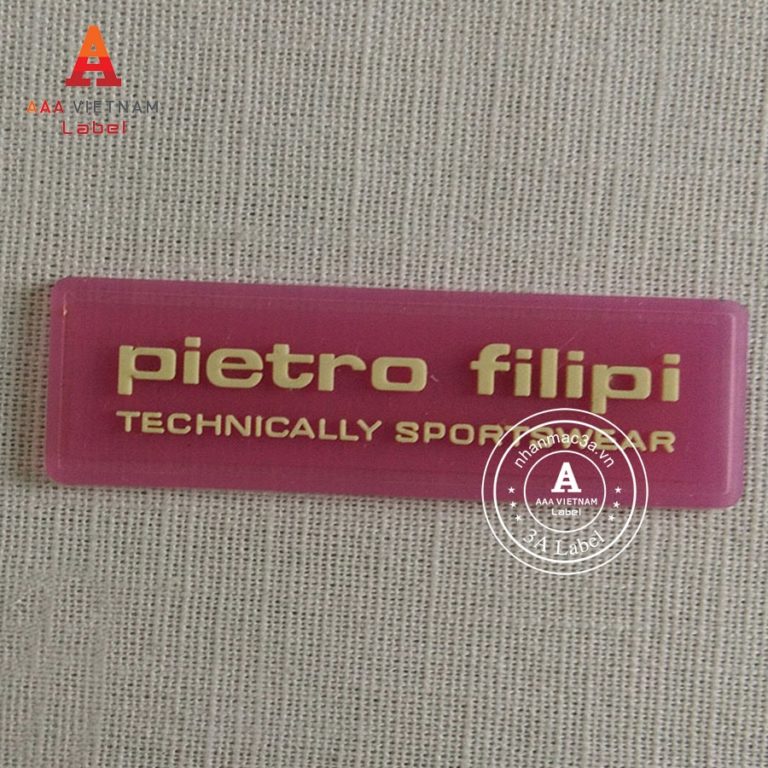 A
AAA VIETNAM
Label
pietro filipi
TECHNICALLY SPORTSWEAR
nhanmac3a.vn
A
AAA VIETNAM
Label
3A Label